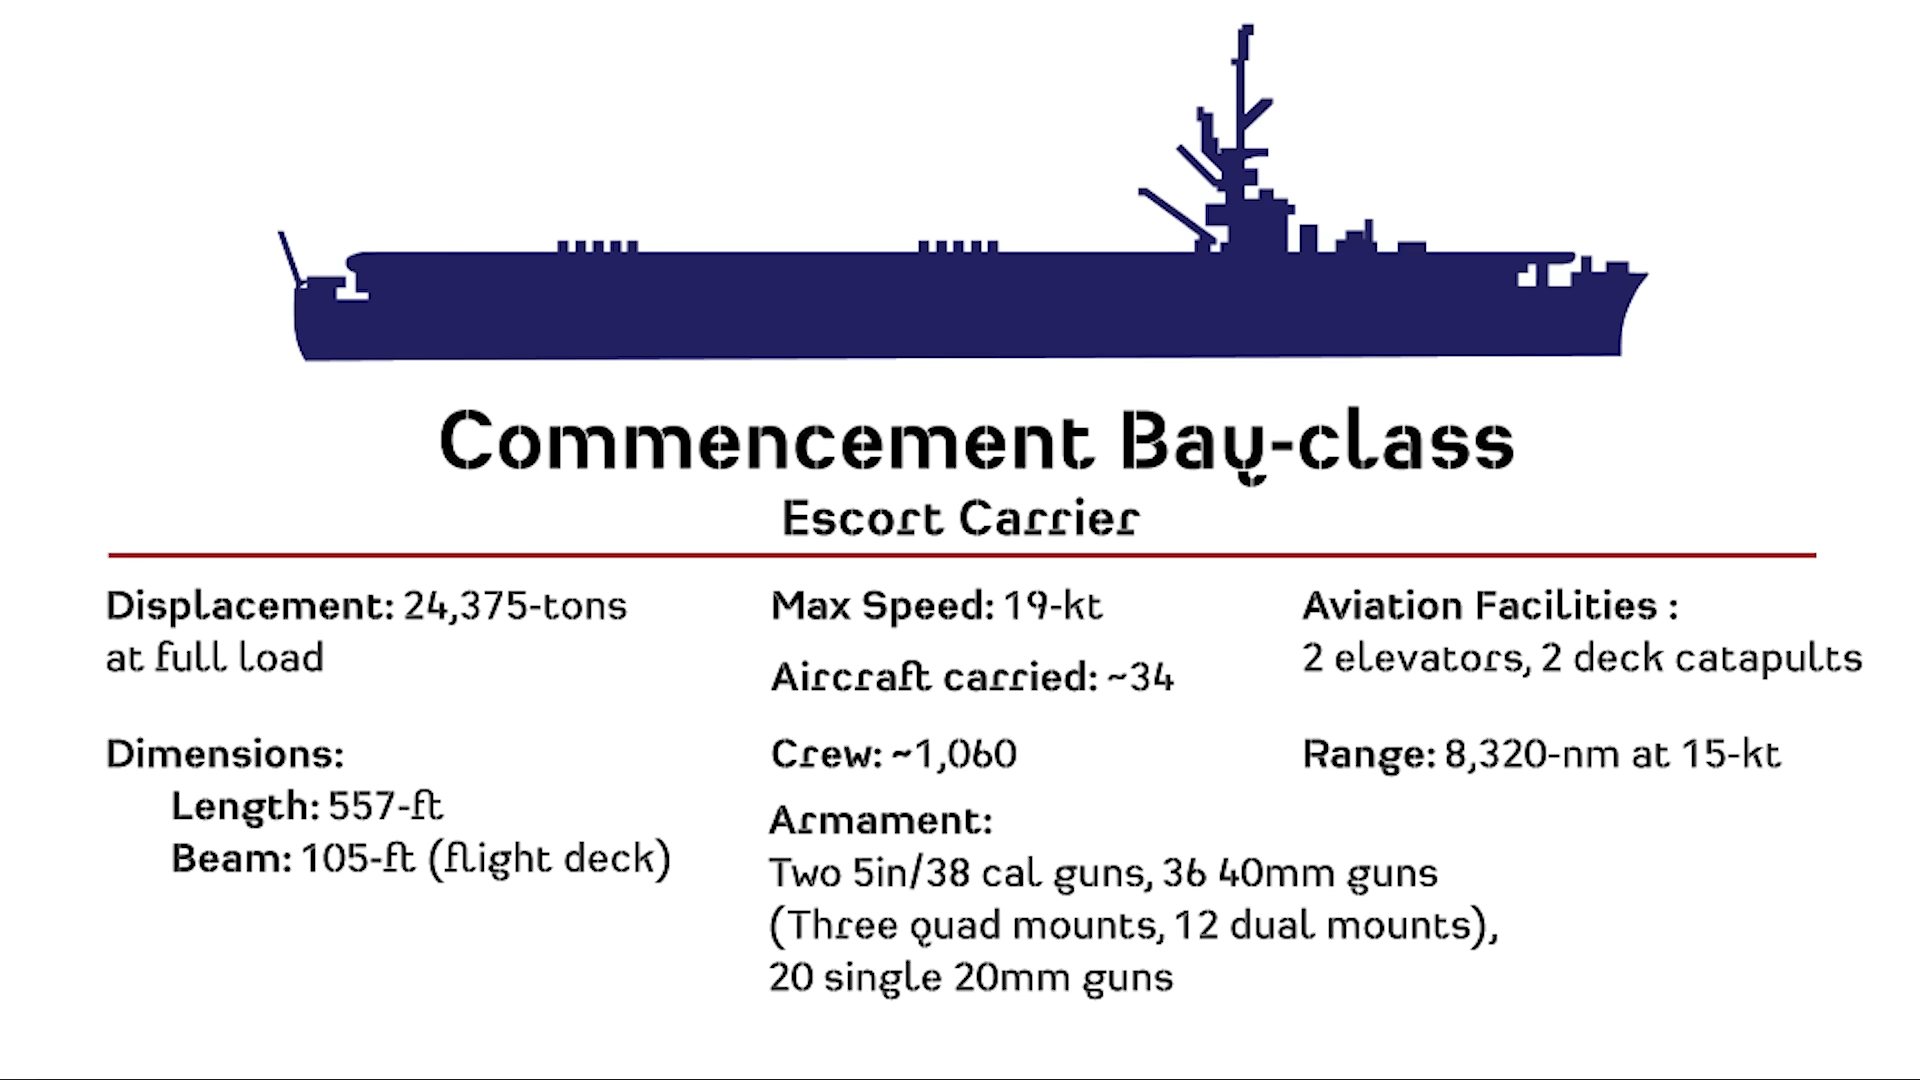 Commencement Bay-class
Escort Carrier
Displacement: 24,375-tons
at full load
Dimensions:
Length: 557-ft
Beam: 105-ft (flight deck)
Max Speed: 19-kt
Aircraft carried: ~34
Crew: ~1,060
Armament:
Two 5in/38 cal guns, 36 40mm guns
(Three quad mounts, 12 dual mounts),
20 single 20mm guns
Aviation Facilities :
2 elevators, 2 deck catapults
Range: 8,320-nm at 15-kt